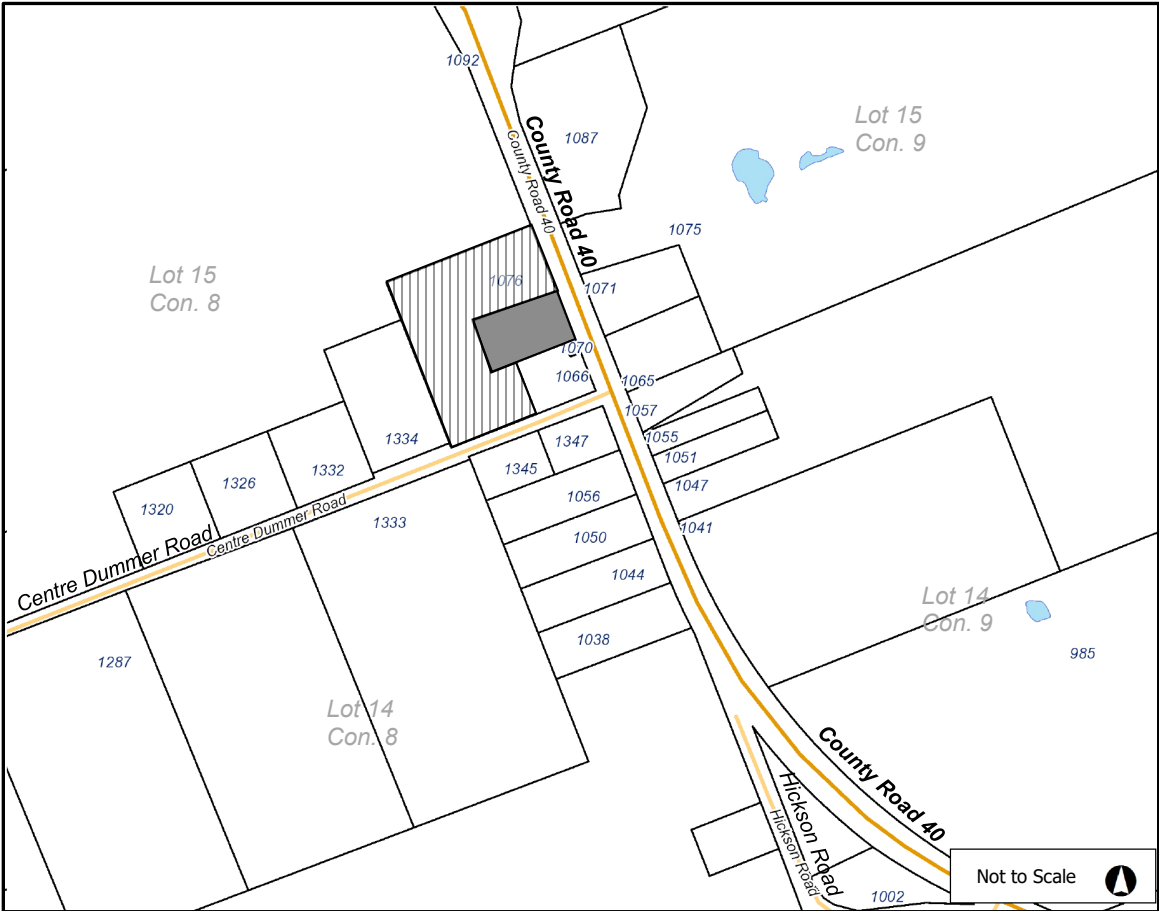 1092
County Road 40
County Road 40
1087
Lot 15
Con. 9
1075
Lot 15
Con. 8
1076
1071
1070
1066
1065
1057
1334
1347
1055
1051
1345
1332
1326
1320
1056
1047
1333
1050
1041
Centre Dummer Road
Centre Dummer Road
1044
Lot 14
Con. 9
1038
985
1287
Lot 14
Con. 8
County Road 40
Hickson Road
Hickson Road
1002
Not to Scale